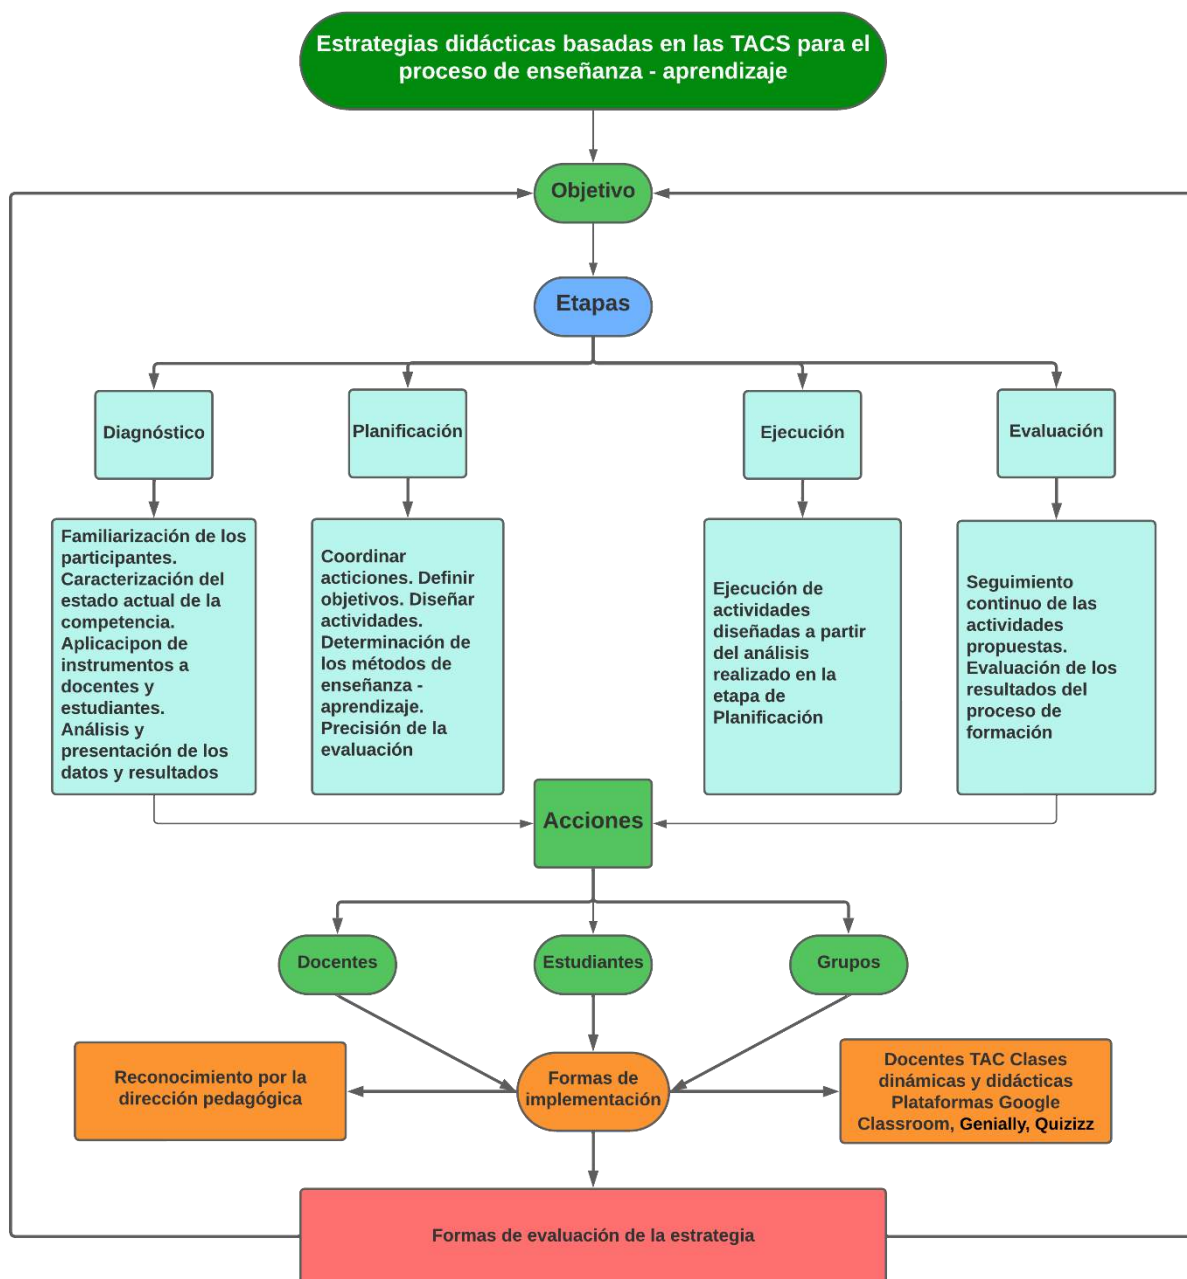 Estrategias didácticas basadas en las TACS para el
proceso de enseñanza - aprendizaje
Objetivo
Etapas
Diagnóstico
Planificación
Ejecución
Evaluación
Familiarización de los
participantes.
Caracterización del
estado actual de la
competencia.
Aplicacipon de
instrumentos a
docentes y
estudiantes.
Análisis y
presentación de los
datos y resultados
Coordinar
acticiones. Definir
objetivos. Diseñar
actividades.
Determinación de
los métodos de
enseñanza -
aprendizaje.
Precisión de la
evaluación
Ejecución de
actividades
diseñadas a partir
del análisis
realizado en la
etapa de
Planificación
Seguimiento
continuo de las
actividades
propuestas.
Evaluación de los
resultados del
proceso de
formación
Acciones
Docentes
Estudiantes
Grupos
Reconocimiento por la
dirección pedagógica
Formas de
implementación
Docentes TAC Clases
dinámicas y didácticas
Plataformas Google
Classroom, Genially, Quizizz
Formas de evaluación de la estrategia